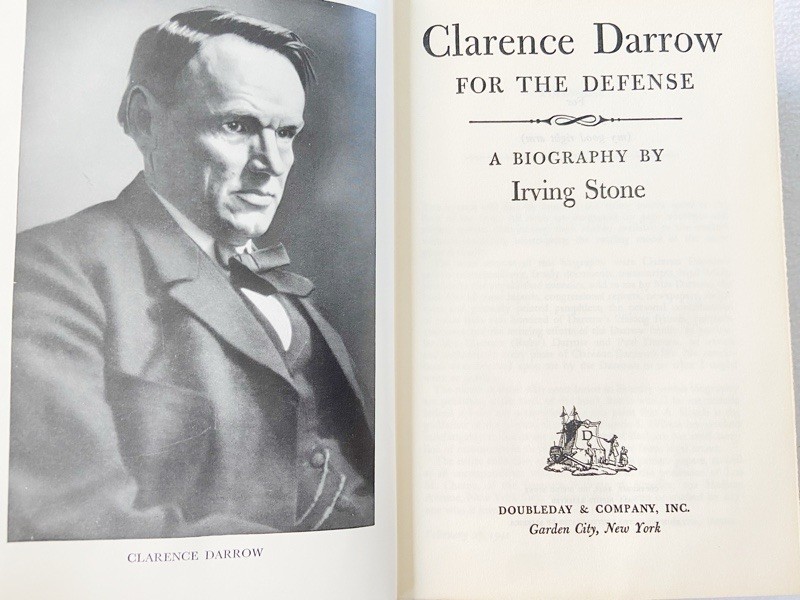 CLARENCE DARROW
Clarence Darrow
FOR THE DEFENSE
A BIOGRAPHY BY
Irving Stone
D
DOUBLEDAY & COMPANY, INC.
Garden City, New York